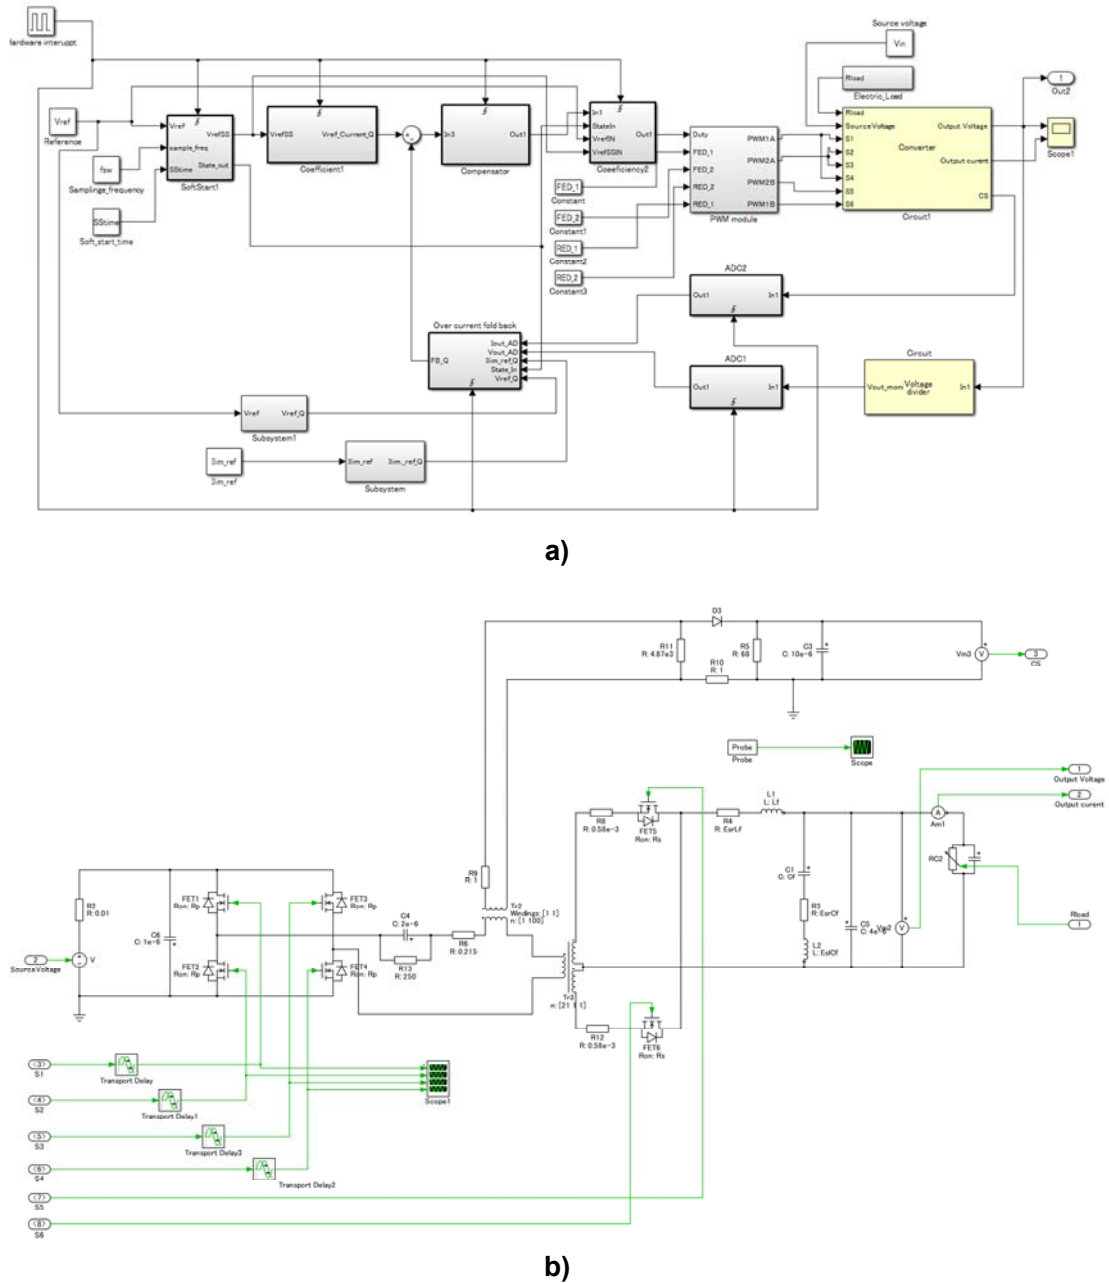 Source voltage
Vin
Hardware interuppt
Rload
Electric_Load
1
Out2
Vref
Reference
Vref
VrefSS
sample_freq
State_out
SStime
SoftStart1
fsw
Samplinge_frequency
SStime
Soft_start_time
VrefSS
Vref_Current_Q
Coefficient1
In3
Out1
Compensator
In1
StateIn
VrefIN
VrefSSIN
Out1
Coeeficiency2
FED_1
Constant
FED_2
Constant1
RED_1
Constant2
RED_2
Constant3
Duty
FED_1
FED_2
RED_2
RED_1
PWM1A
PWM2A
PWM2B
PWM1B
PWM module
Rload
SourceVoltage
S1
S2
S3
S4
S5
S6
Converter
Output Voltage
Output current
CS
Circuit1
Scope1
ADC2
Out1
In1
Over current fold back
Iout_AD
Vout_AD
Ilim_ref_Q
State_In
Vref_Q
FB_Q
ADC1
Out1
In1
Circuit
Vout_moni
Voltage
divider
In1
Vref
Vref_Q
Subsystem1
Ilim_ref
Ilim_ref
Ilim_ref
Ilim_ref_Q
Subsystem
a)
D3
R11
R: 4.87e3
R5
R: 68
C3
C: 10e-6
R10
R: 1
Vm3
V
3
CS
Probe
Probe
Scope
1
Output Voltage
2
Output current
L1
L: Lf
R8
R: 0.58e-3
FET5
Ron: Rs
R4
R: EsrLf
A
Am1
RC2
Rload
1
R9
R: 1
Tr2
Windings: [1 1]
n: [1 100]
C1
C: Cf
R3
R: EsrCf
L2
L: EslCf
C5
C: 4e-6
Vm2
V
R2
R: 0.01
C6
C: 1e-6
FET1
Ron: Rp
FET3
Ron: Rp
C4
C: 2e-6
R6
R: 0.215
R13
R: 250
FET2
Ron: Rp
FET4
Ron: Rp
2
SourceVoltage
V
Tr3
n: [21 1 1]
R12
R: 0.58e-3
FET6
Ron: Rs
(3)
S1
Transport Delay
Scope1
(4)
S2
Transport Delay1
(5)
S3
Transport Delay3
(6)
S4
Transport Delay2
(7)
S5
(8)
S6
b)